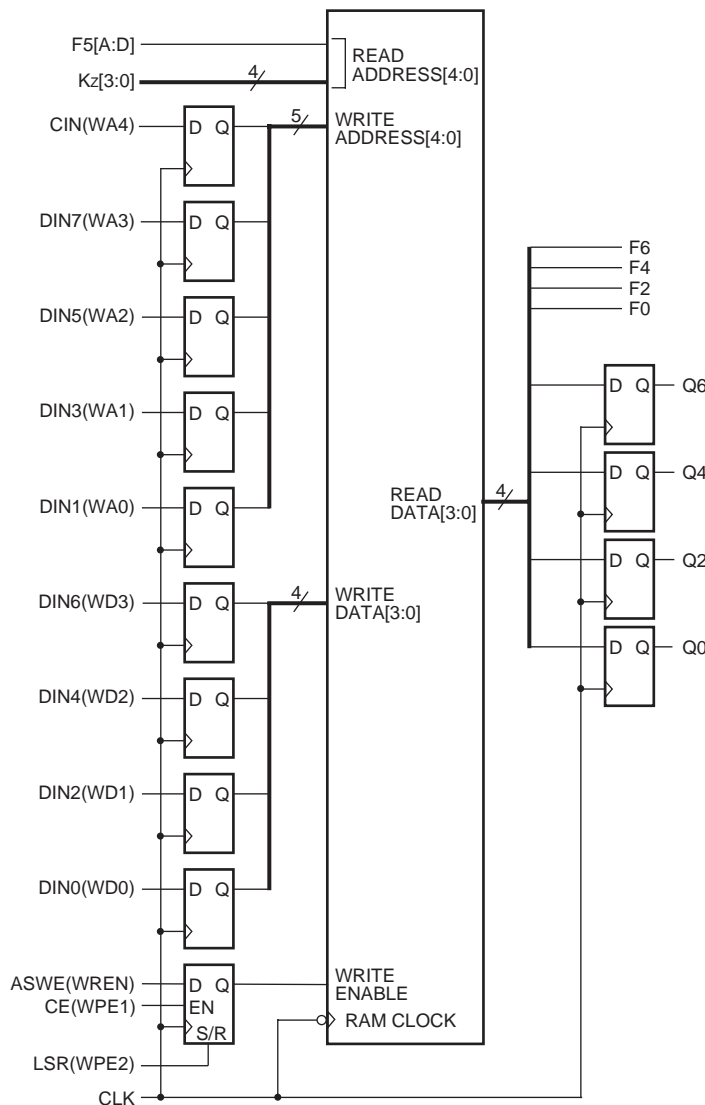 F5[A:D]
KZ[3:0]
4
READ
ADDRESS[4:0]
CIN(WA4)
D Q
5
WRITE
ADDRESS[4:0]
DIN7(WA3)
D Q
DIN5(WA2)
D Q
DIN3(WA1)
D Q
DIN1(WA0)
D Q
DIN6(WD3)
D Q
4
WRITE
DATA[3:0]
DIN4(WD2)
D Q
DIN2(WD1)
D Q
DIN0(WD0)
D Q
ASWE(WREN)
CE(WPE1)
D Q
EN
S/R
LSR(WPE2)
CLK
WRITE
ENABLE
RAM CLOCK
READ
DATA[3:0]
4
F6
F4
F2
F0
D Q
Q6
D Q
Q4
D Q
Q2
D Q
Q0